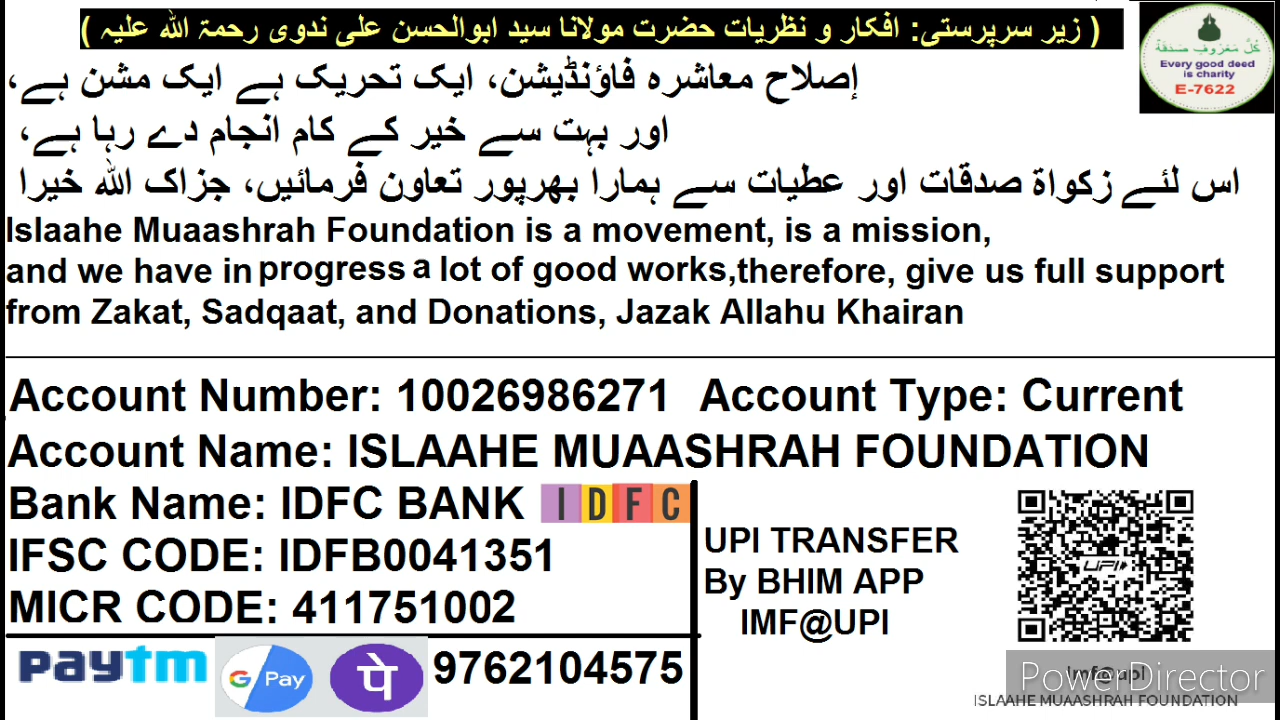 ( زیر سرپرستی: افکار و نظریات حضرت مولانا سید ابوالحسن علی ندوی رحمۃ اللہ علیہ )
كُلُّ مَعْرُوفٍ صَدَقَةٌ
Every good deed
is charity
E-7622
إصلاح معاشرہ فاؤنڈیشن، ایک تحریک ہے ایک مشن ہے،
اور بہت سے خیر کے کام انجام دے رہا ہے،
اس لئے زکواۃ صدقات اور عطیات سے ہمارا بھرپور تعاون فرمائیں، جزاک اللہ خیرا
Islaahe Muaashrah Foundation is a movement, is a mission,
and we have in progress a lot of good works,therefore, give us full support
from Zakat, Sadqaat, and Donations, Jazak Allahu Khairan
Account Number: 10026986271 Account Type: Current
Account Name: ISLAAHE MUAASHRAH FOUNDATION
Bank Name: IDFC BANK IDFC
IFSC CODE: IDFB0041351
MICR CODE: 411751002
UPI TRANSFER
By BHIM APP
IMF@UPI
UPI
paytm G Pay पे 9762104575
imf@upi
PowerDirector
ISLAAHE MUAASHRAH FOUNDATION